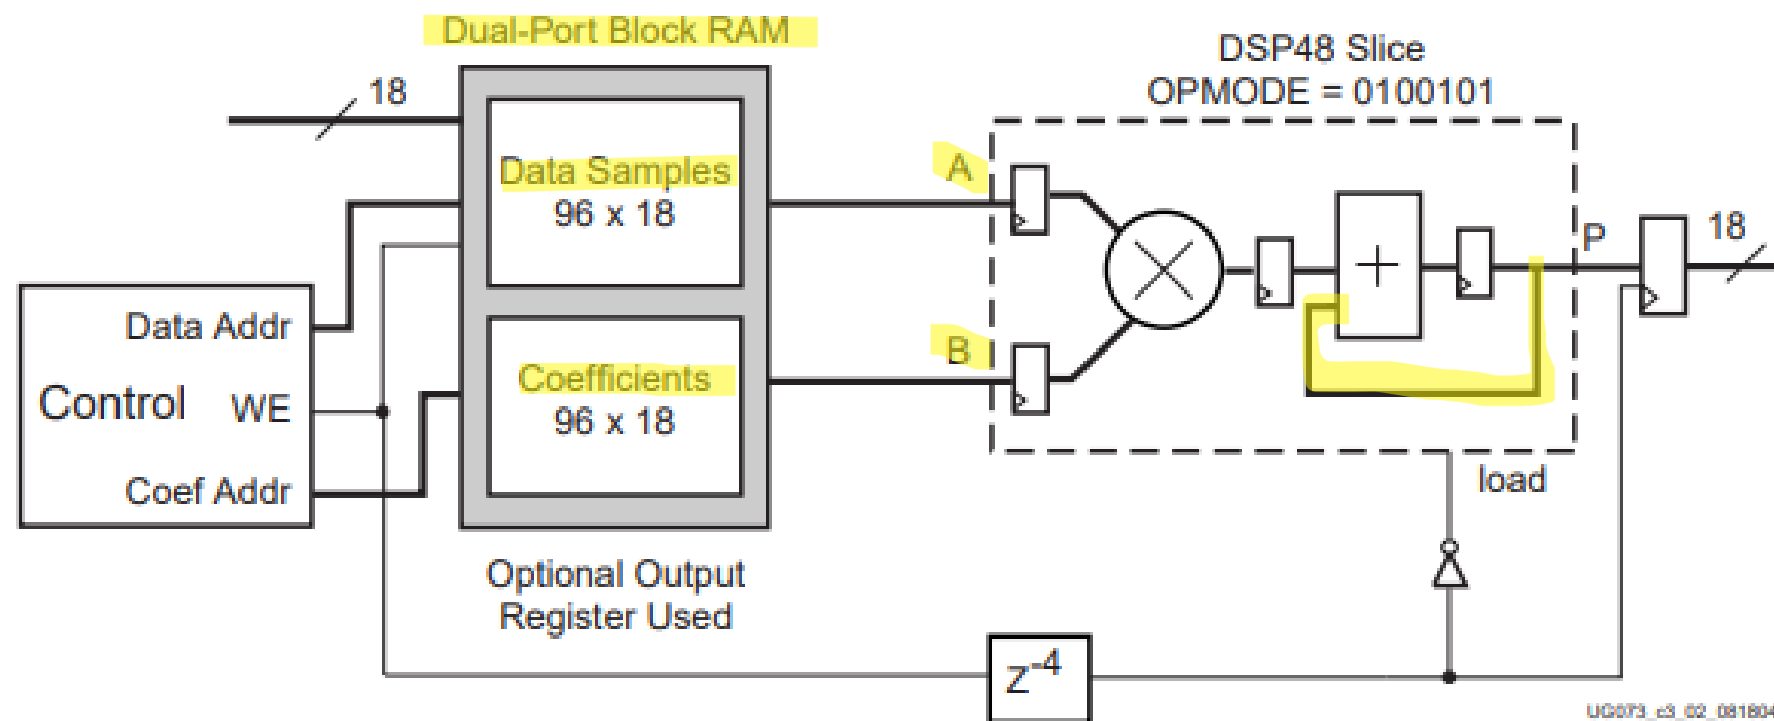 Dual-Port Block RAM
DSP48 Slice
OPMODE = 0100101
18
Data Samples
96 x 18
A
P
18
Data Addr
Control
WE
Coef Addr
Coefficients
96 x 18
B
+
load
Optional Output
Register Used
Z-4
UG073_c3_02_081804